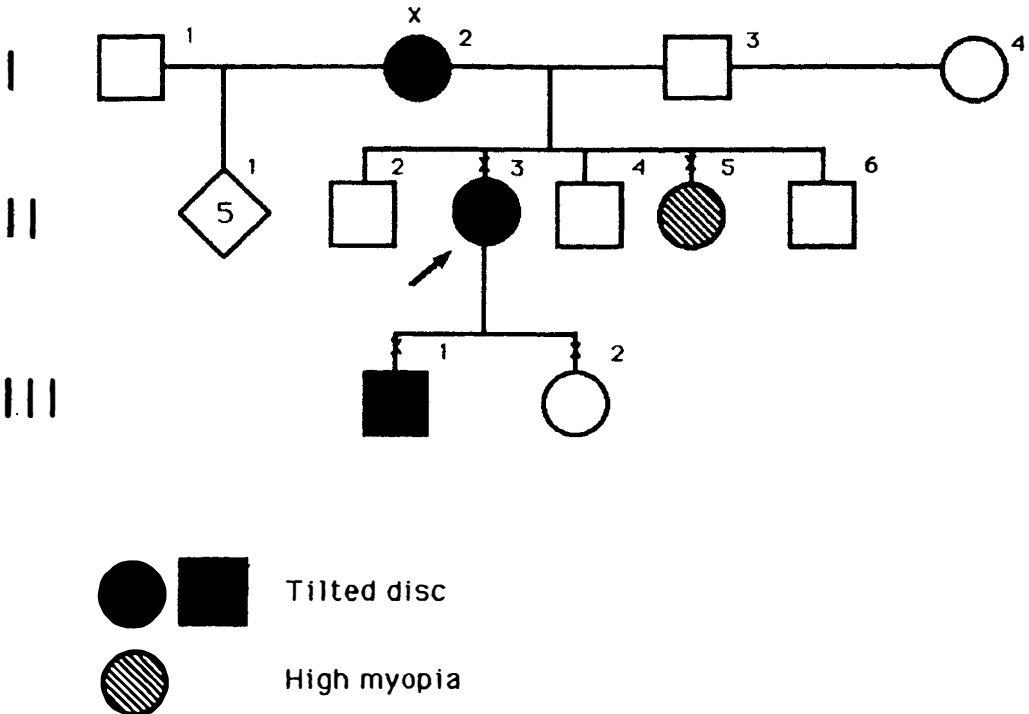 X
1 2 3 4
I
1 2 3 4 5 6
x x
II
5
1 2
x x
III
Tilted disc
High myopia